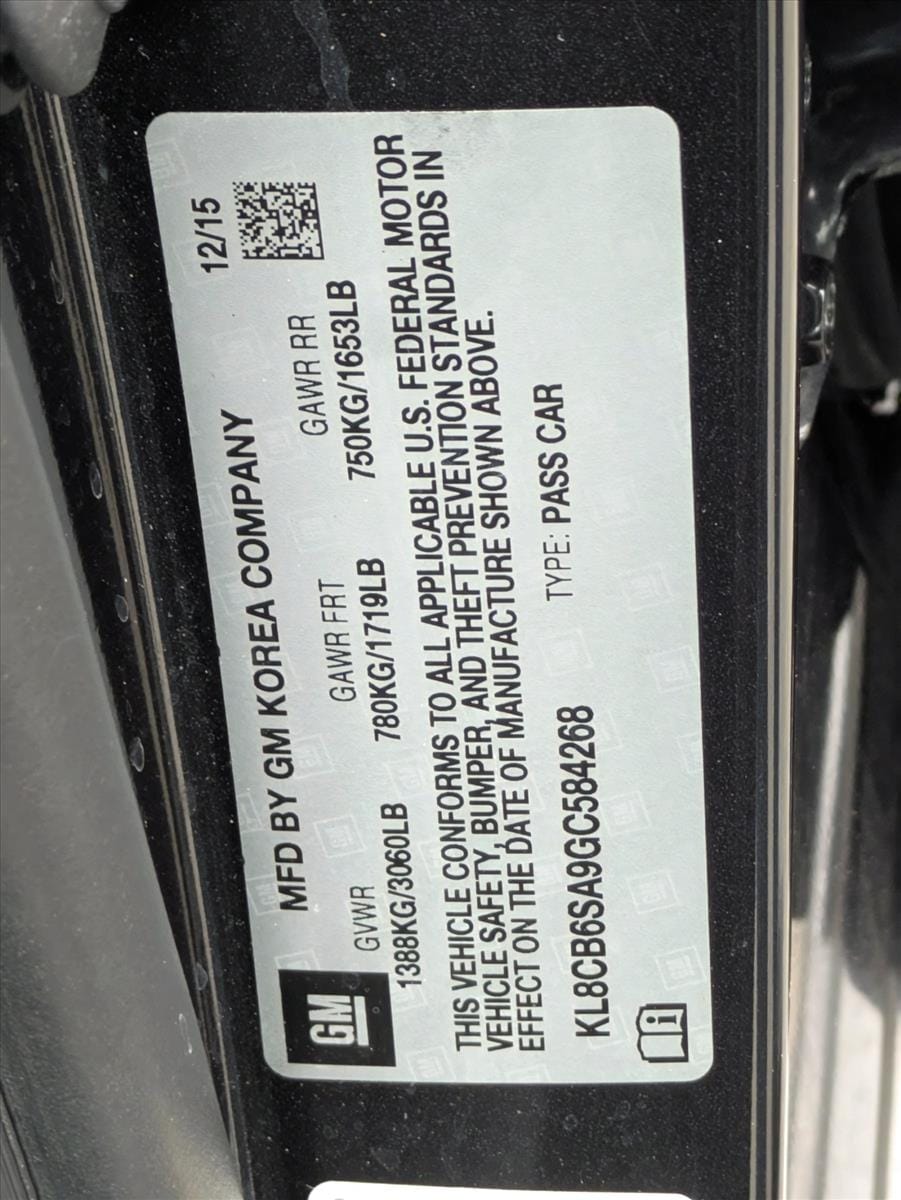 GM
MFD BY GM KOREA COMPANY
12/15
GVWR
GAWR FRT
GAWR RR
1388KG/3060LB
780KG/1719LB
750KG/1653LB
THIS VEHICLE CONFORMS TO ALL APPLICABLE U.S. FEDERAL MOTOR
VEHICLE SAFETY, BUMPER, AND THEFT PREVENTION STANDARDS IN
EFFECT ON THE DATE OF MANUFACTURE SHOWN ABOVE.
KL8CB6SA9GC584268
TYPE: PASS CAR